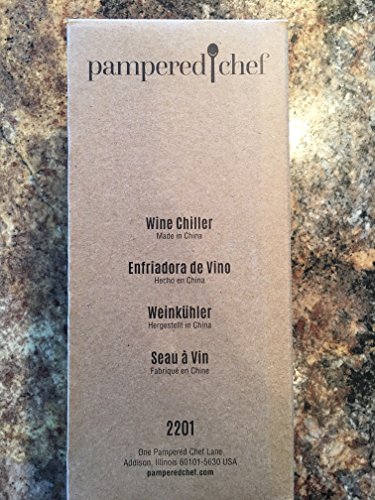 pampered chef
Wine Chiller
Made in China
Enfriadora de Vino
Hecho en China
Weinkühler
Hergestellt in China
Seau à Vin
Fabriqué en Chine
2201
One Pampered Chef Lane
Addison, Illinois 60101-5630 USA
pamperedchef.com